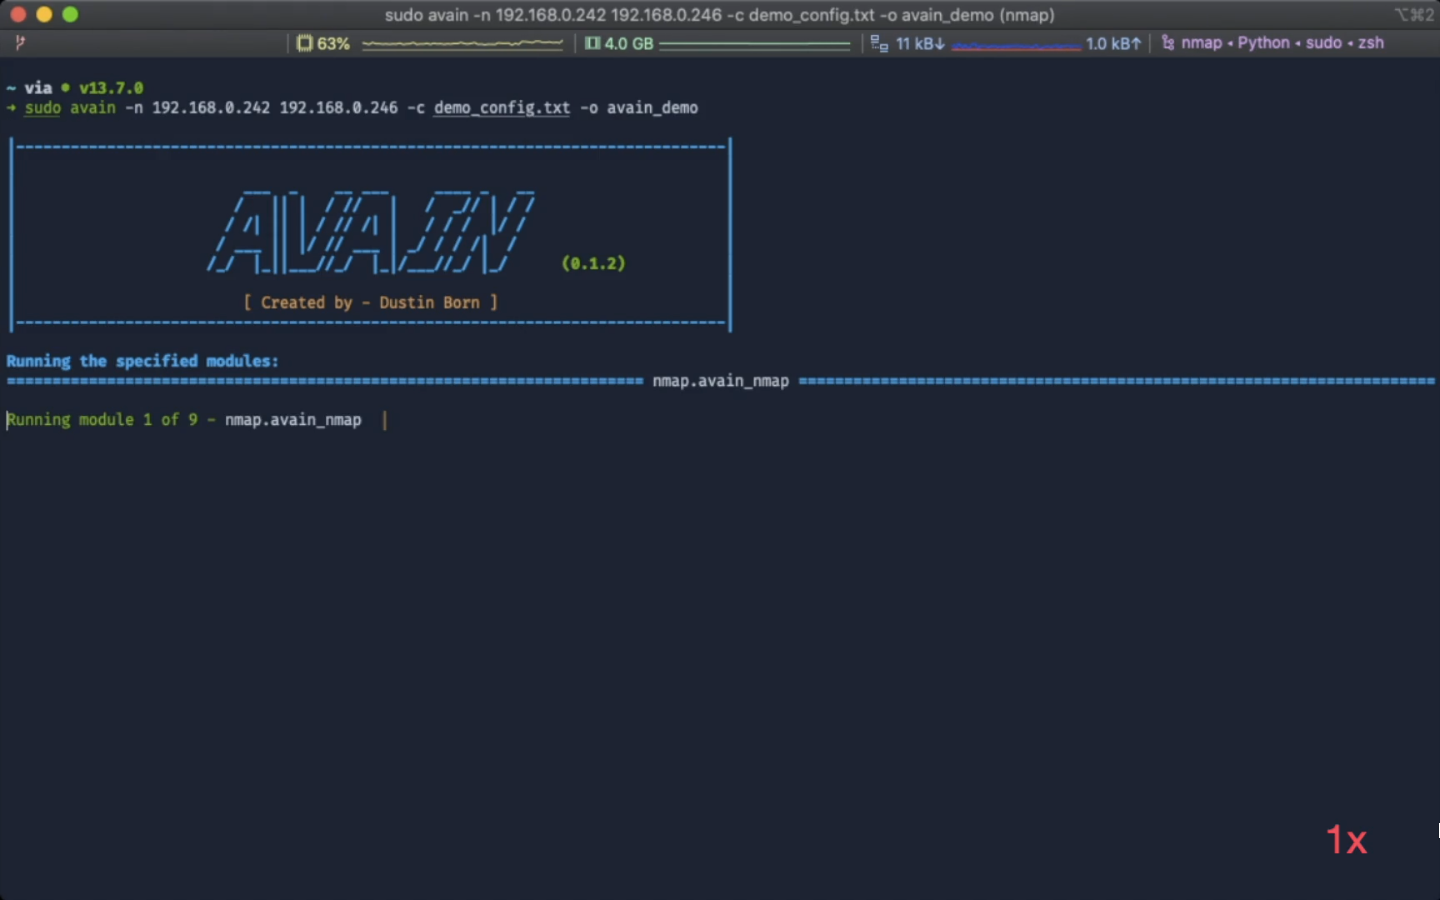 sudo avain -n 192.168.0.242 192.168.0.246 -c demo_config.txt -o avain_demo (nmap) ⌥⌘2
63% 4.0 GB 11 kB↓ 1.0 kB↑ nmap ◂ Python ◂ sudo ◂ zsh
~ via ● v13.7.0
➜ sudo avain -n 192.168.0.242 192.168.0.246 -c demo_config.txt -o avain_demo
AVAIN (0.1.2)
[ Created by - Dustin Born ]
Running the specified modules:
nmap.avain_nmap
Running module 1 of 9 - nmap.avain_nmap |
1x